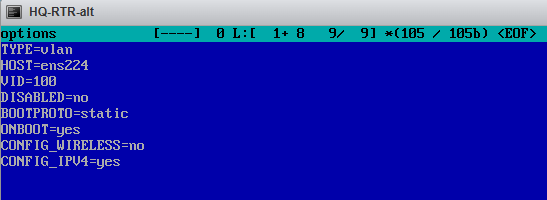 HQ-RTR-alt
options [----] 0 L:[ 1+ 8 9/ 9] *(105 / 105b) <EOF>
TYPE=vlan
HOST=ens224
VID=100
DISABLED=no
BOOTPROTO=static
ONBOOT=yes
CONFIG_WIRELESS=no
CONFIG_IPV4=yes